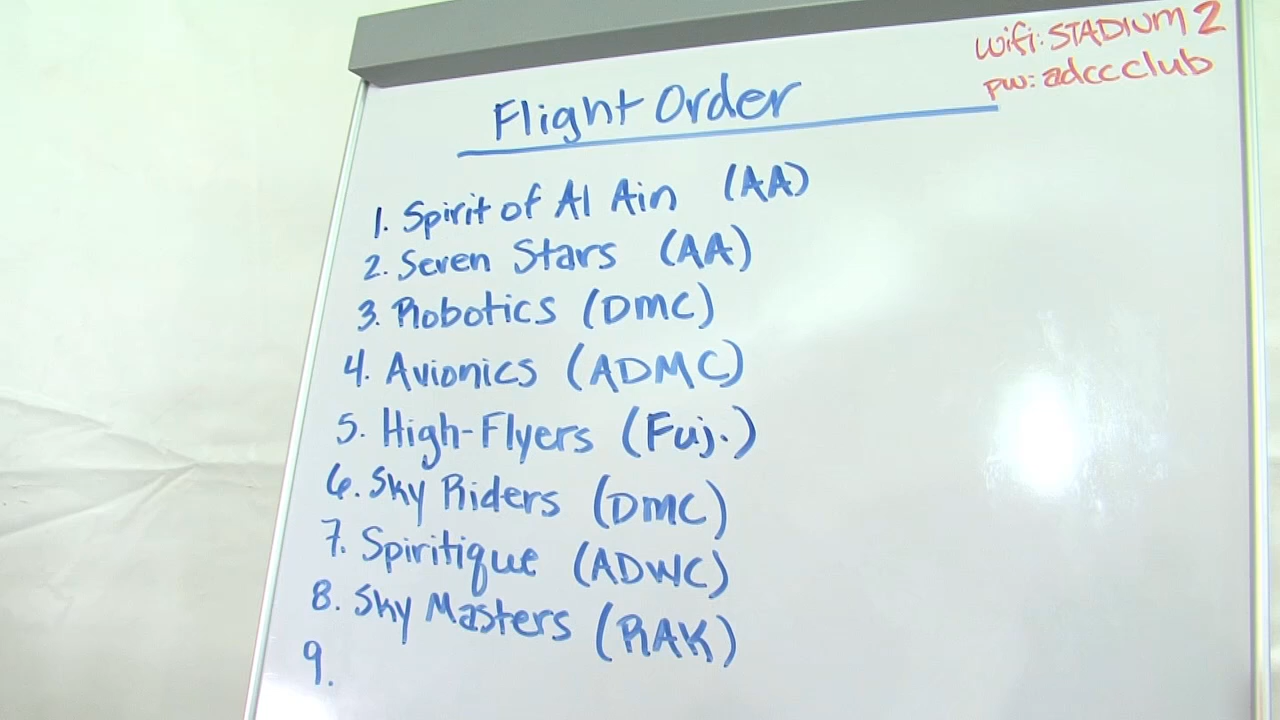 wifi: STADIUM 2
pw: adccclub
Flight Order
1. Spirit of Al Ain (AA)
2. Seven Stars (AA)
3. Robotics (DMC)
4. Avionics (ADMC)
5. High-Flyers (Fuj.)
6. Sky Riders (DMC)
7. Spiritique (ADWC)
8. Sky Masters (RAK)
9.